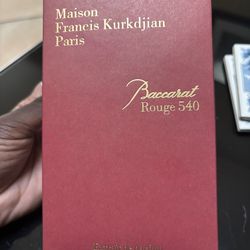 Maison
Francis Kurkdjian
Paris
Baccarat
Rouge 540